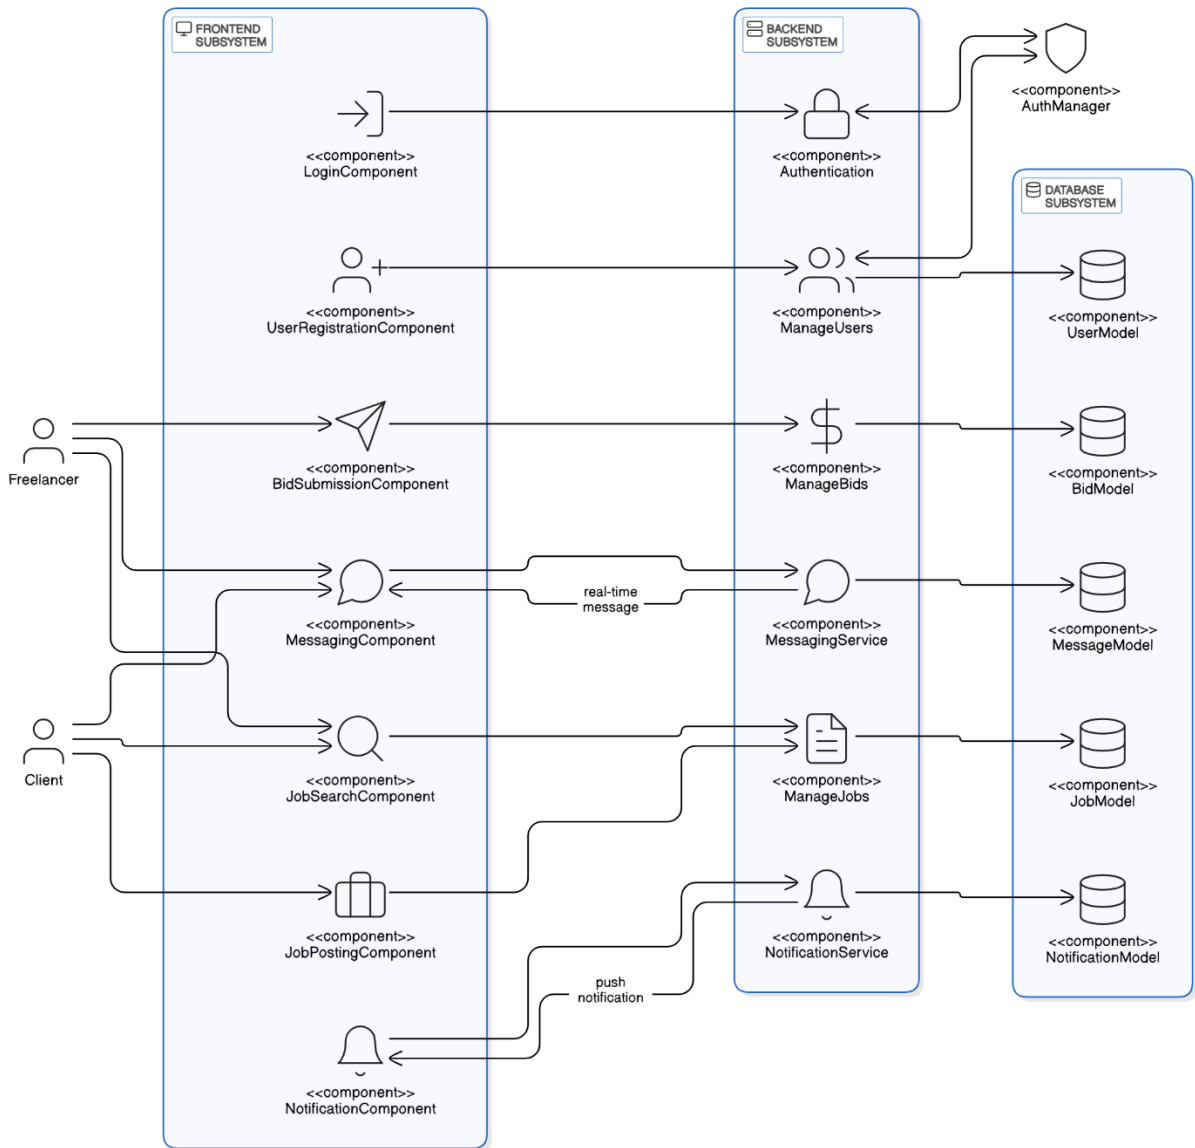 FRONTEND
SUBSYSTEM
BACKEND
SUBSYSTEM
<<component>>
AuthManager
<<component>>
LoginComponent
<<component>>
Authentication
DATABASE
SUBSYSTEM
<<component>>
UserRegistrationComponent
<<component>>
ManageUsers
<<component>>
UserModel
Freelancer
<<component>>
BidSubmissionComponent
<<component>>
ManageBids
<<component>>
BidModel
real-time
message
<<component>>
MessagingComponent
<<component>>
MessagingService
<<component>>
MessageModel
Client
<<component>>
JobSearchComponent
<<component>>
ManageJobs
<<component>>
JobModel
<<component>>
JobPostingComponent
<<component>>
NotificationService
<<component>>
NotificationModel
push
notification
<<component>>
NotificationComponent